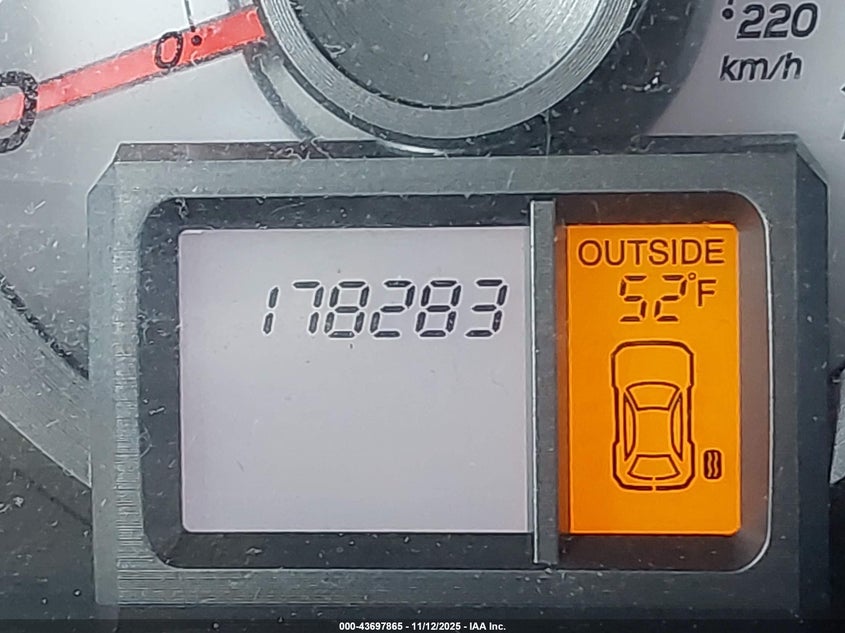 0
220
km/h
OUTSIDE
178283
52°F
000-43697865 - 11/12/2025 - IAA Inc.